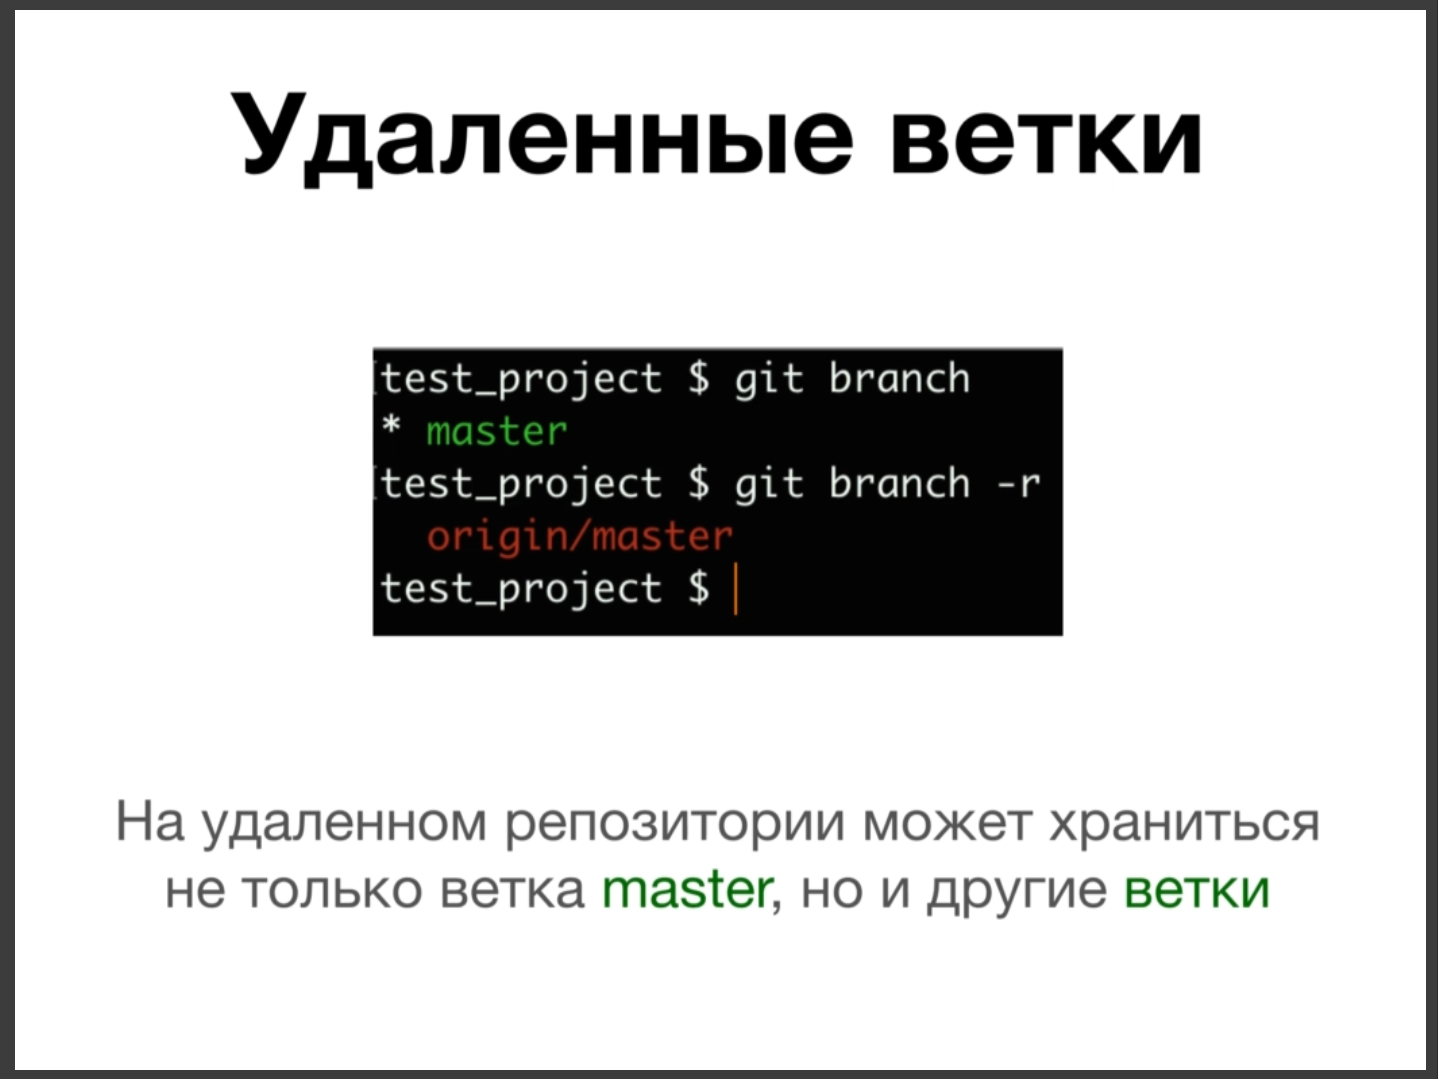 Удаленные ветки
test_project $ git branch
* master
test_project $ git branch -r
origin/master
test_project $
На удаленном репозитории может храниться
не только ветка master, но и другие ветки